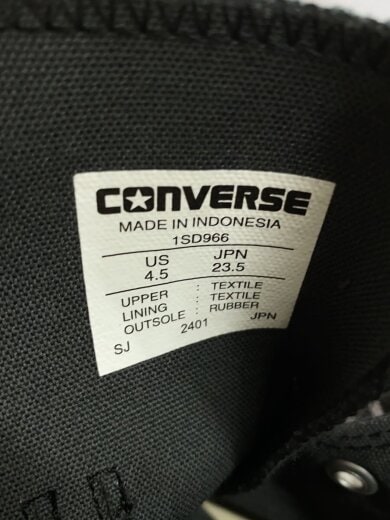 CONVERSE
MADE IN INDONESIA
1SD966
US JPN
4.5 23.5
UPPER : TEXTILE
LINING : TEXTILE
OUTSOLE : RUBBER
SJ 2401 JPN